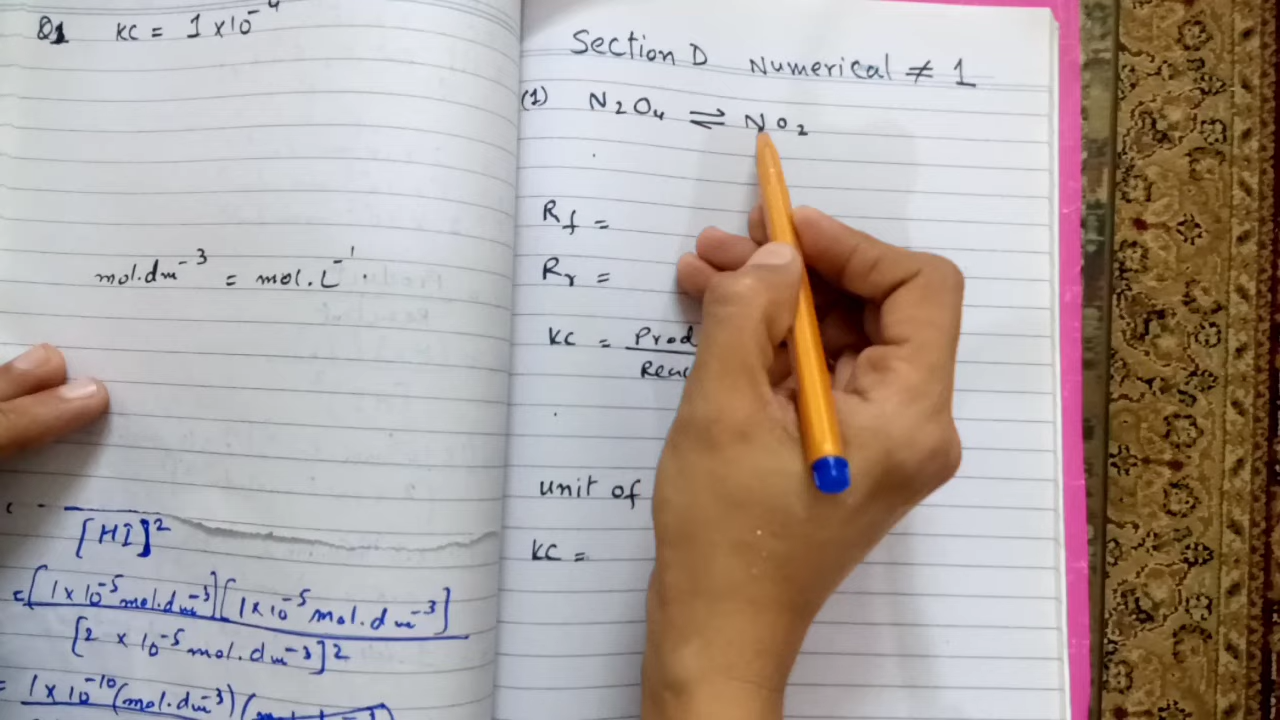 Q1 KC = 1 x 10⁻⁴
mol.dm⁻³ = mol.L⁻¹.
[HI]²
= [1 x 10⁻⁵ mol.dm⁻³][1 x 10⁻⁵ mol.dm⁻³]
[2 x 10⁻⁵ mol.dm⁻³]²
= 1 x 10⁻¹⁰ (mol.dm⁻³)
Section D Numerical ≠ 1
(1) N₂O₄ ⇌ NO₂
Rf =
Rr =
KC = Prod
Reac
unit of
KC =